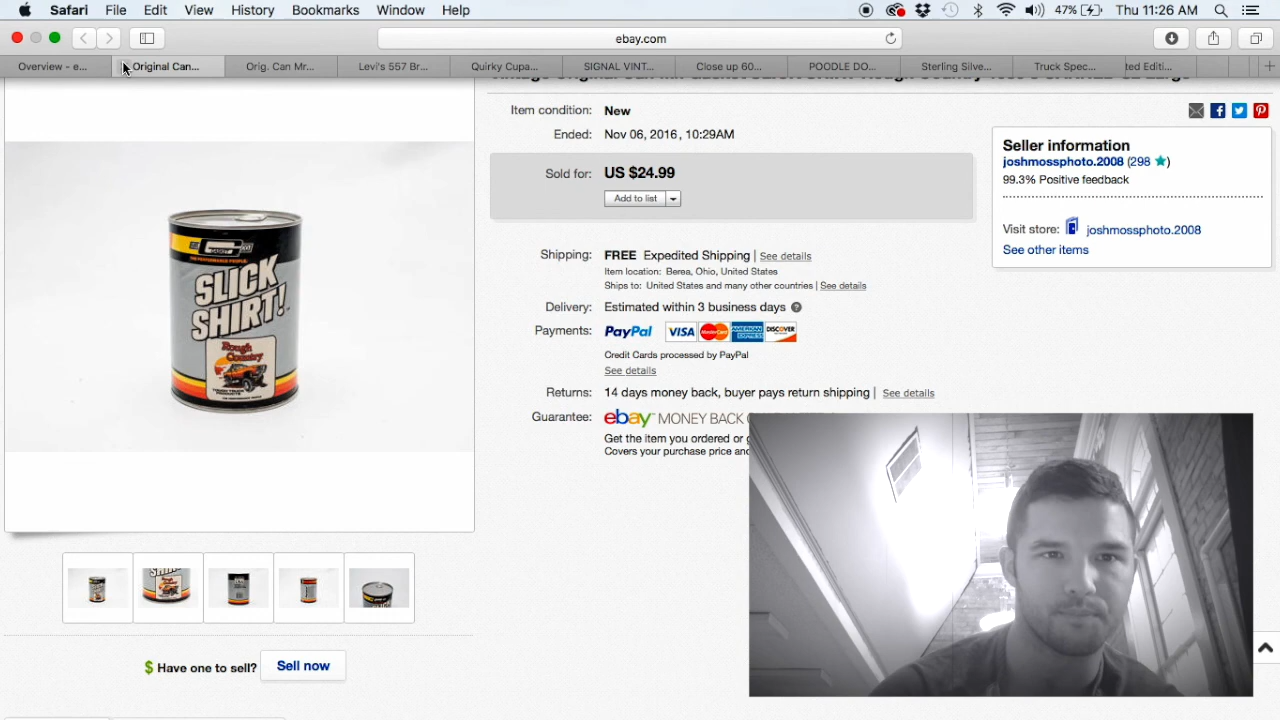 Safari File Edit View History Bookmarks Window Help 47% Thu 11:26 AM
ebay.com
Overview – e... Original Can... Orig. Can Mr... Levi's 557 Br... Quirky Cupa... SIGNAL VINT... Close up 60... POODLE DO... Sterling Silve... Truck Spec... ted Editi...
Item condition: New
Ended: Nov 06, 2016 , 10:29AM
Sold for: US $24.99
Add to list
Seller information
joshmossphoto.2008 (298 )
99.3% Positive feedback
Visit store: joshmossphoto.2008
See other items
Shipping: FREE Expedited Shipping | See details
Item location: Berea, Ohio, United States
Ships to: United States and many other countries | See details
Delivery: Estimated within 3 business days ?
Payments: PayPal VISA MasterCard AMERICAN EXPRESS DISCOVER
Credit Cards processed by PayPal
See details
Returns: 14 days money back, buyer pays return shipping | See details
Guarantee: ebay MONEY BACK
Get the item you ordered or
Covers your purchase price and
SLICK
SHIRT!
Rough
Country
$ Have one to sell? Sell now